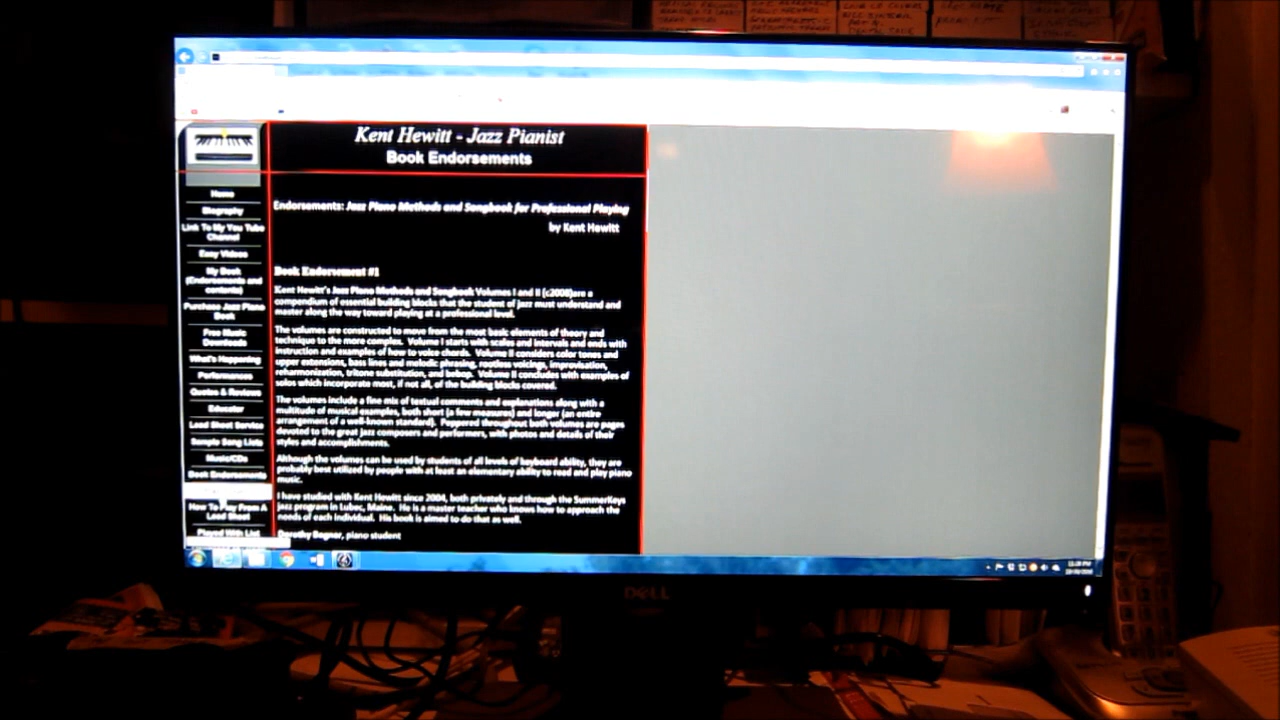 Kent Hewitt - Jazz Pianist
Book Endorsements
Home
Biography
Link To My You Tube
Channel
Easy Videos
My Book
(Endorsements and
contents)
Purchase Jazz Piano
Book
Free Music
Downloads
What's Happening
Performances
Quotes & Reviews
Educator
Lead Sheet Service
Sample Song Lists
Music/CDs
Book Endorsements
How To Play From A
Lead Sheet
Played With List
Endorsements: Jazz Piano Methods and Songbook for Professional Playing
by Kent Hewitt
Book Endorsement #1
Kent Hewitt's Jazz Piano Methods and Songbook Volumes I and II (c2008)are a
compendium of essential building blocks that the student of jazz must understand and
master along the way toward playing at a professional level.
The volumes are constructed to move from the most basic elements of theory and
technique to the more complex. Volume I starts with scales and intervals and ends with
instruction and examples of how to voice chords. Volume II considers color tones and
upper extensions, bass lines and melodic phrasing, rootless voicings, improvisation,
reharmonization, tritone substitution, and bebop. Volume II concludes with examples of
solos which incorporate most, if not all, of the building blocks covered.
The volumes include a fine mix of textual comments and explanations along with a
multitude of musical examples, both short (a few measures) and longer (an entire
arrangement of a well-known standard). Peppered throughout both volumes are pages
devoted to the great jazz composers and performers, with photos and details of their
styles and accomplishments.
Although the volumes can be used by students of all levels of keyboard ability, they are
probably best utilized by people with at least an elementary ability to read and play piano
music.
I have studied with Kent Hewitt since 2004, both privately and through the SummerKeys
jazz program in Lubec, Maine. He is a master teacher who knows how to approach the
needs of each individual. His book is aimed to do that as well.
Dorothy Bogner, piano student
DELL